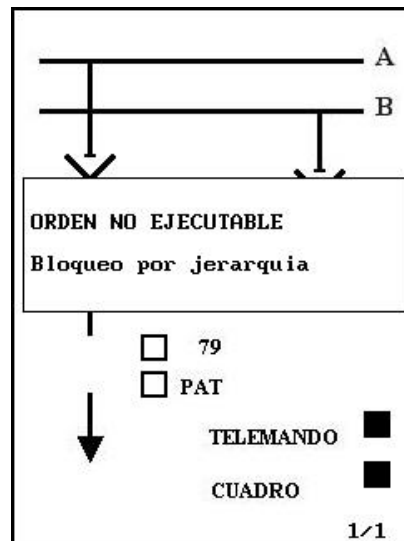 A
B
ORDEN NO EJECUTABLE
Bloqueo por jerarquia
79
PAT
TELEMANDO
CUADRO
1/1